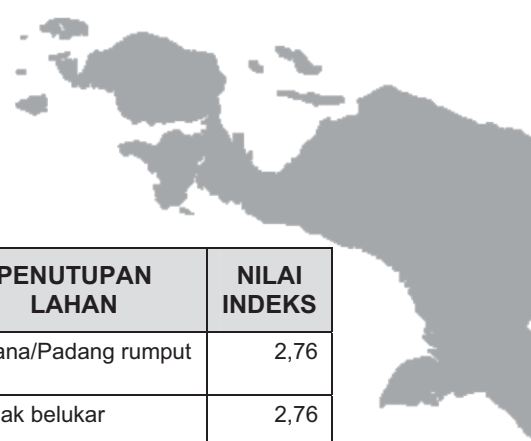 PENUTUPAN NILAI
LAHAN INDEKS
ana/Padang rumput 2,76
ak belukar 2,76